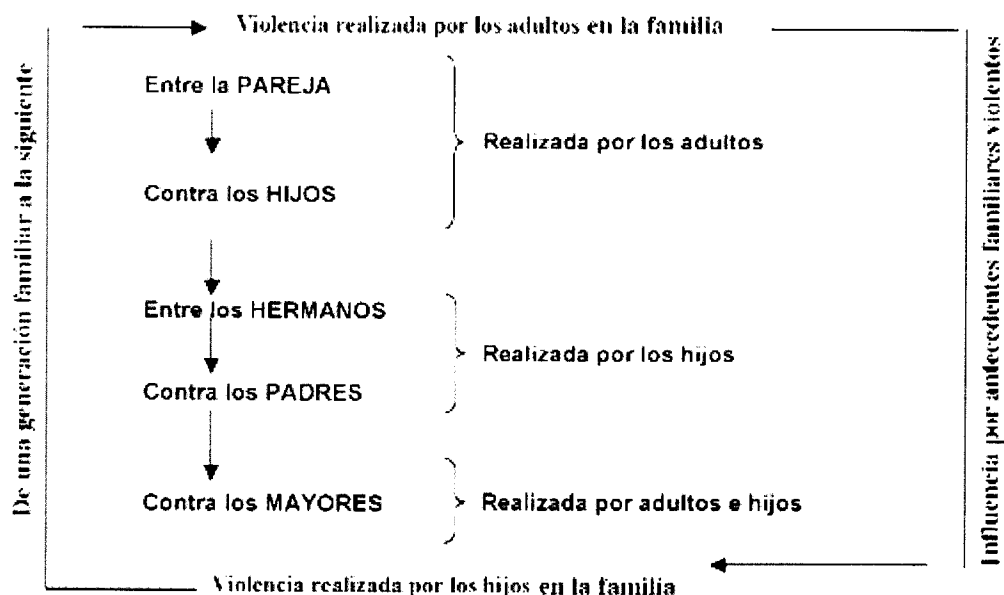 Violencia realizada por los adultos en la familia
De una generación familiar a la siguiente
Entre la PAREJA
Contra los HIJOS
Realizada por los adultos
Entre los HERMANOS
Contra los PADRES
Realizada por los hijos
Contra los MAYORES
Realizada por adultos e hijos
Influencia por antecedentes familiares violentos
Violencia realizada por los hijos en la familia